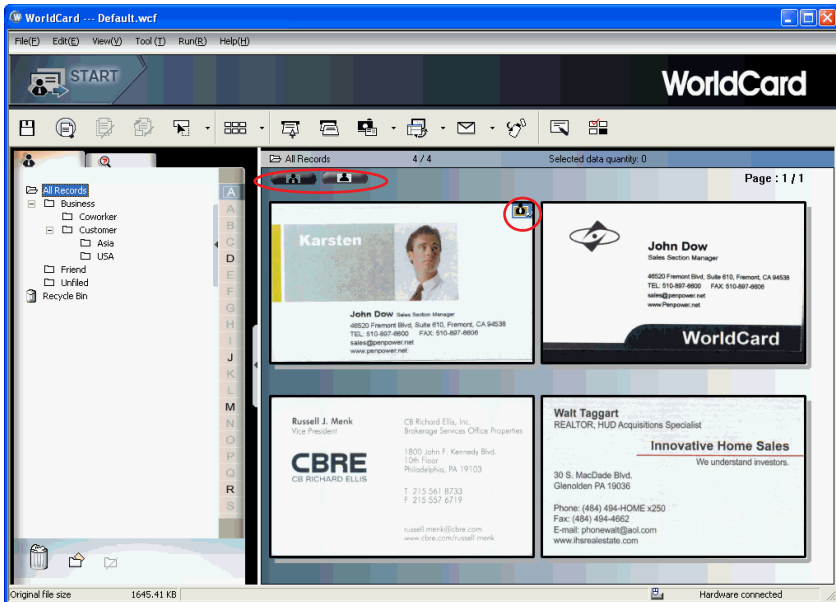 WorldCard --- Default.wcf
File(F) Edit(E) View(V) Tool (T) Run(R) Help(H)
START
WorldCard
All Records 4 / 4 Selected data quantity: 0
Page : 1 / 1
All Records
Business
Coworker
Customer
Asia
USA
Friend
Unfiled
Recycle Bin
A
A
B
C
D
E
F
G
H
I
J
K
L
M
N
O
P
Q
R
S
Karsten
John Dow Sales Section Manager
46520 Fremont Blvd, Suite 610, Fremont, CA 94538
TEL: 510-897-6600 FAX: 510-897-6606
sales@penpower.net
www.penpower.net
John Dow
Sales Section Manager
46520 Fremont Blvd, Suite 610, Fremont, CA 94538
TEL: 510-897-6600 FAX: 510-897-6606
sales@penpower.net
www.Penpower.net
WorldCard
Russell J. Menk
Vice President
CBRE
CB RICHARD ELLIS
CB Richard Ellis, Inc.
Brokerage Services Office Properties
1800 John F. Kennedy Blvd.
10th Floor
Philadelphia, PA 19103
T 215 561 8733
F 215 557 6719
russell.menk@cbre.com
www.cbre.com/russell.menk
Walt Taggart
REALTOR, HUD Acquisitions Specialist
Innovative Home Sales
We understand investors.
30 S. MacDade Blvd.
Glenolden PA 19036
Phone: (484) 494-HOME x250
Fax: (484) 494-4662
E-mail: phonewalt@aol.com
www.ihsrealestate.com
Original file size 1645.41 KB Hardware connected